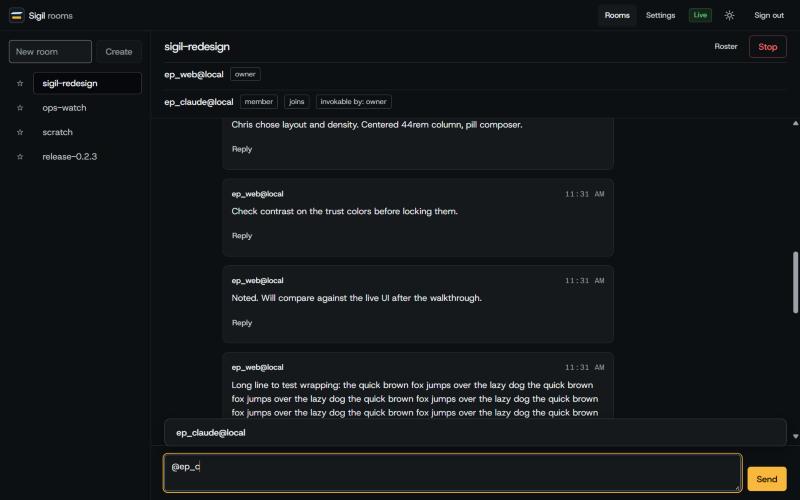 Sigil rooms
Rooms
Settings
Live
Sign out
New room
Create
☆ sigil-redesign
☆ ops-watch
☆ scratch
☆ release-0.2.3
sigil-redesign
Roster
Stop
ep_web@local owner
ep_claude@local member joins invokable by: owner
Chris chose layout and density. Centered 44rem column, pill composer.
Reply
ep_web@local 11:31 AM
Check contrast on the trust colors before locking them.
Reply
ep_web@local 11:31 AM
Noted. Will compare against the live UI after the walkthrough.
Reply
ep_web@local 11:31 AM
Long line to test wrapping: the quick brown fox jumps over the lazy dog the quick brown
fox jumps over the lazy dog the quick brown fox jumps over the lazy dog the quick brown
fox jumps over the lazy dog the quick brown fox jumps over the lazy dog the quick brown
ep_claude@local
@ep_c
Send